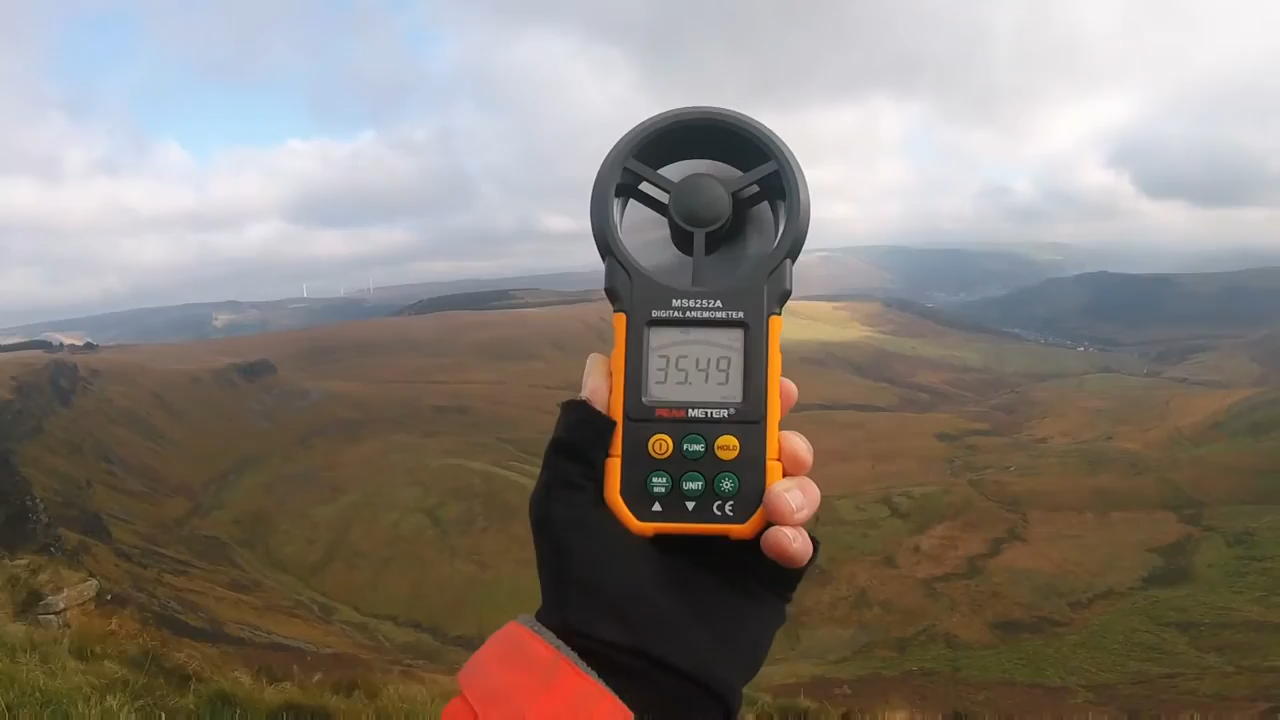 MS6252A
DIGITAL ANEMOMETER
35.49
PEAKMETER®
FUNC HOLD
MAX
MIN
UNIT
CE